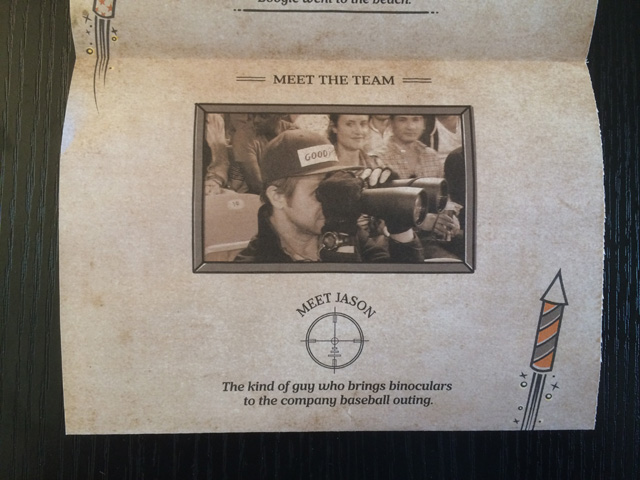 Boogie went to the beach.
MEET THE TEAM
GOOD
MEET JASON
The kind of guy who brings binoculars
to the company baseball outing.